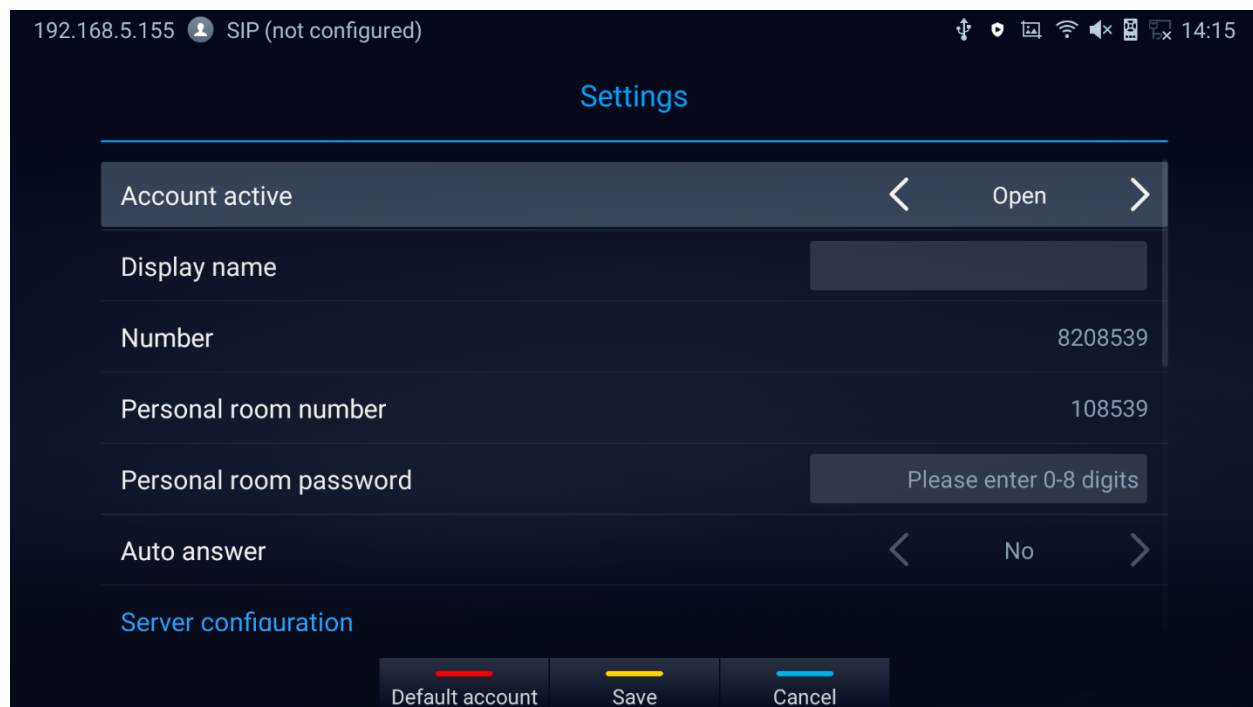 192.168.5.155 SIP (not configured) 14:15
Settings
Account active Open
Display name
Number 8208539
Personal room number 108539
Personal room password Please enter 0-8 digits
Auto answer No
Server configuration
Default account Save Cancel